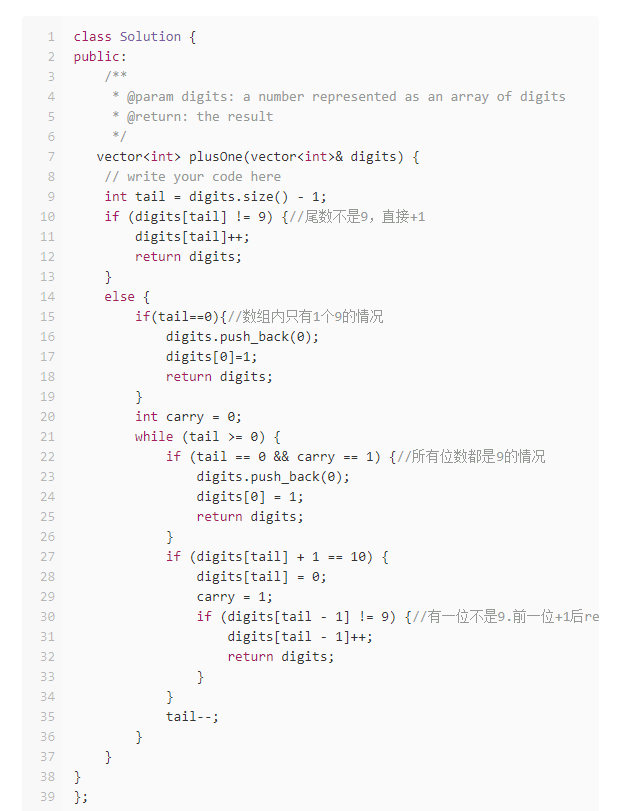 1 class Solution {
2 public:
3 /**
4 * @param digits: a number represented as an array of digits
5 * @return: the result
6 */
7 vector<int> plusOne(vector<int>& digits) {
8 // write your code here
9 int tail = digits.size() - 1;
10 if (digits[tail] != 9) {//尾数不是9，直接+1
11 digits[tail]++;
12 return digits;
13 }
14 else {
15 if(tail==0){//数组内只有1个9的情况
16 digits.push_back(0);
17 digits[0]=1;
18 return digits;
19 }
20 int carry = 0;
21 while (tail >= 0) {
22 if (tail == 0 && carry == 1) {//所有位数都是9的情况
23 digits.push_back(0);
24 digits[0] = 1;
25 return digits;
26 }
27 if (digits[tail] + 1 == 10) {
28 digits[tail] = 0;
29 carry = 1;
30 if (digits[tail - 1] != 9) {//有一位不是9.前一位+1后re
31 digits[tail - 1]++;
32 return digits;
33 }
34 }
35 tail--;
36 }
37 }
38 }
39 };